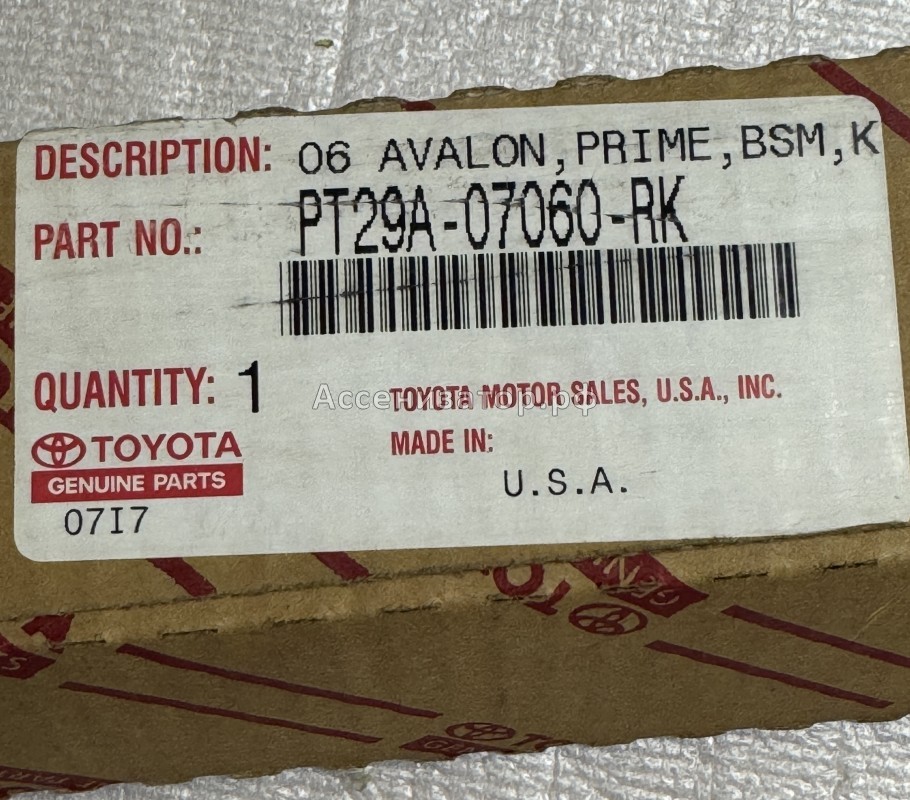 DESCRIPTION: 06 AVALON,PRIME,BSM,K
PART NO.: PT29A-07060-RK
QUANTITY: 1
Ассенизатор.рф
TOYOTA MOTOR SALES, U.S.A., INC.
MADE IN:
U.S.A.
TOYOTA
GENUINE PARTS
07I7